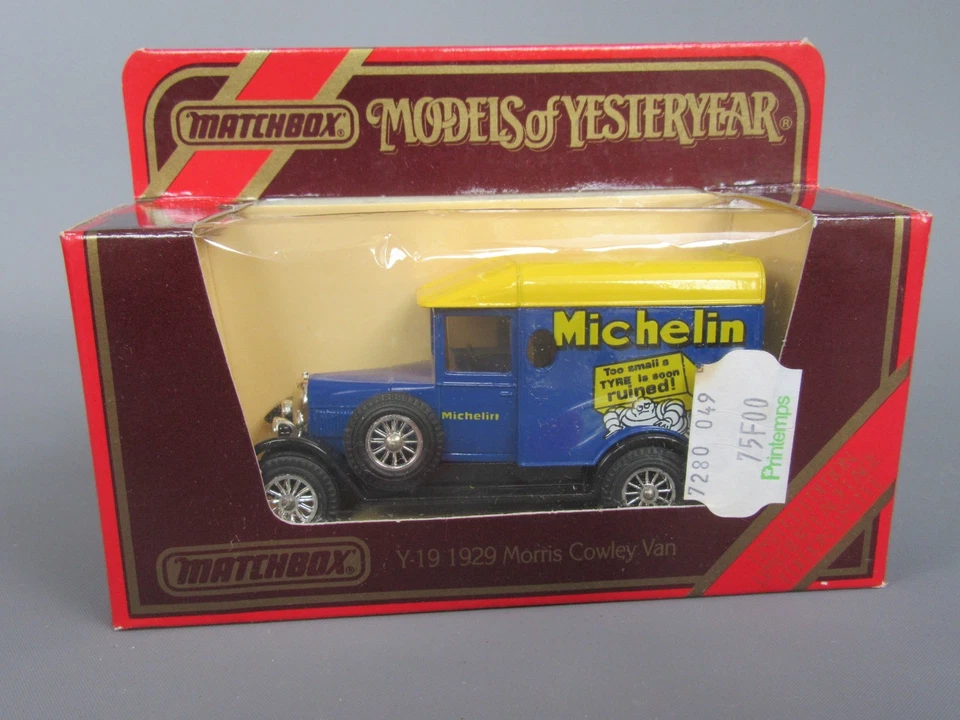 MATCHBOX®
MODELS of YESTERYEAR®
Michelin
Too small a
TYRE is soon
ruined!
Michelin
7280 049
75F00
Printemps
MATCHBOX®
Y-19 1929 Morris Cowley Van